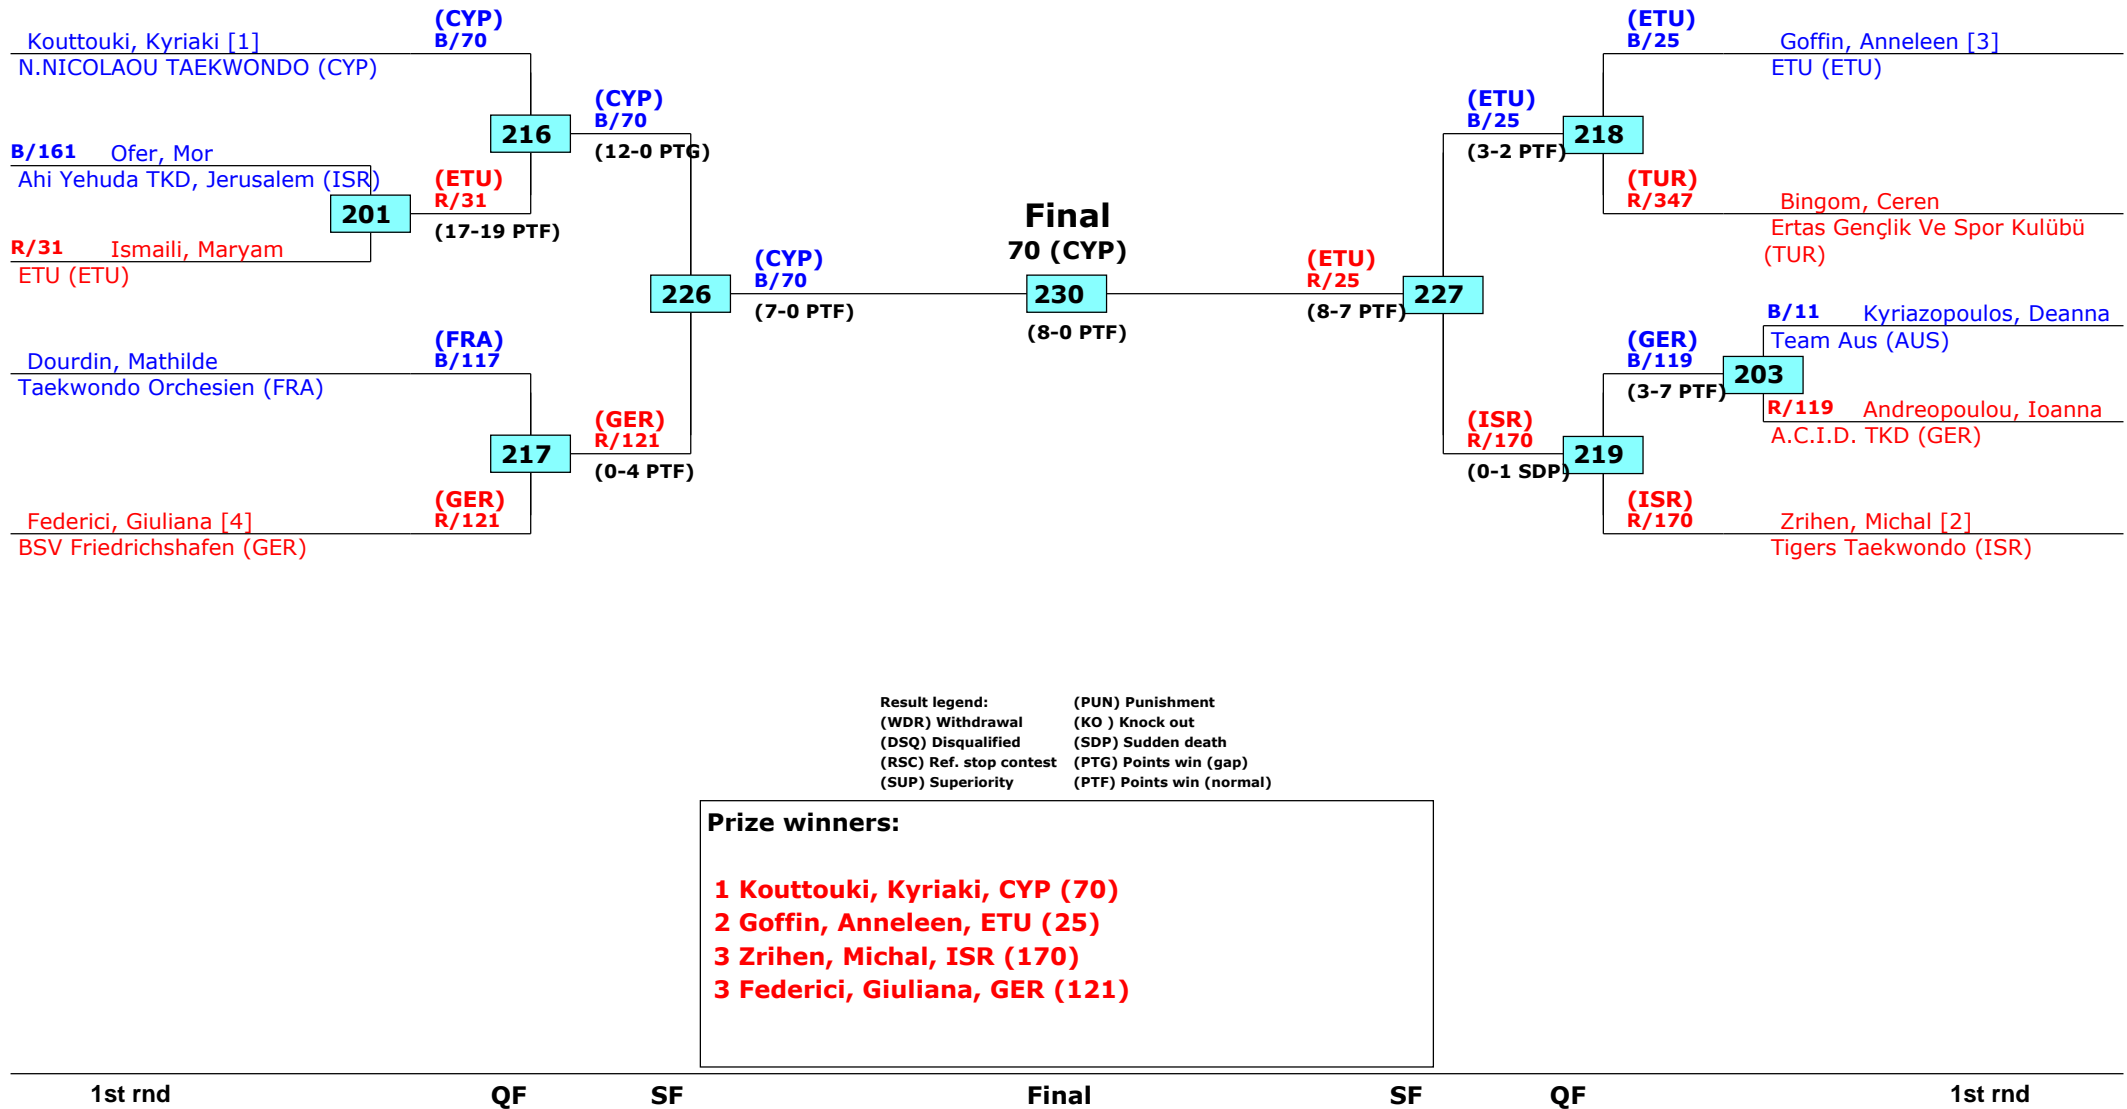 (CYP)
B/70
Kouttouki, Kyriaki [1]
N.NICOLAOU TAEKWONDO (CYP)
(CYP)
B/70
216
(12-0 PTG)
B/161 Ofer, Mor
Ahi Yehuda TKD, Jerusalem (ISR)
(ETU)
R/31
201
(17-19 PTF)
R/31 Ismaili, Maryam
ETU (ETU)
(CYP)
B/70
226
(7-0 PTF)
(FRA)
B/117
Dourdin, Mathilde
Taekwondo Orchesien (FRA)
(GER)
R/121
217
(0-4 PTF)
(GER)
R/121
Federici, Giuliana [4]
BSV Friedrichshafen (GER)
Final
70 (CYP)
230
(8-0 PTF)
(ETU)
B/25
Goffin, Anneleen [3]
ETU (ETU)
(ETU)
B/25
218
(3-2 PTF)
(TUR)
R/347
Bingom, Ceren
Ertas Gençlik Ve Spor Kulübü
(TUR)
(ETU)
R/25
227
(8-7 PTF)
B/11 Kyriazopoulos, Deanna
Team Aus (AUS)
(GER)
B/119
203
(3-7 PTF)
R/119 Andreopoulou, Ioanna
A.C.I.D. TKD (GER)
(ISR)
R/170
219
(0-1 SDP)
(ISR)
R/170
Zrihen, Michal [2]
Tigers Taekwondo (ISR)
Result legend: (PUN) Punishment
(WDR) Withdrawal (KO ) Knock out
(DSQ) Disqualified (SDP) Sudden death
(RSC) Ref. stop contest (PTG) Points win (gap)
(SUP) Superiority (PTF) Points win (normal)
Prize winners:
1 Kouttouki, Kyriaki, CYP (70)
2 Goffin, Anneleen, ETU (25)
3 Zrihen, Michal, ISR (170)
3 Federici, Giuliana, GER (121)
1st rnd QF SF Final SF QF 1st rnd